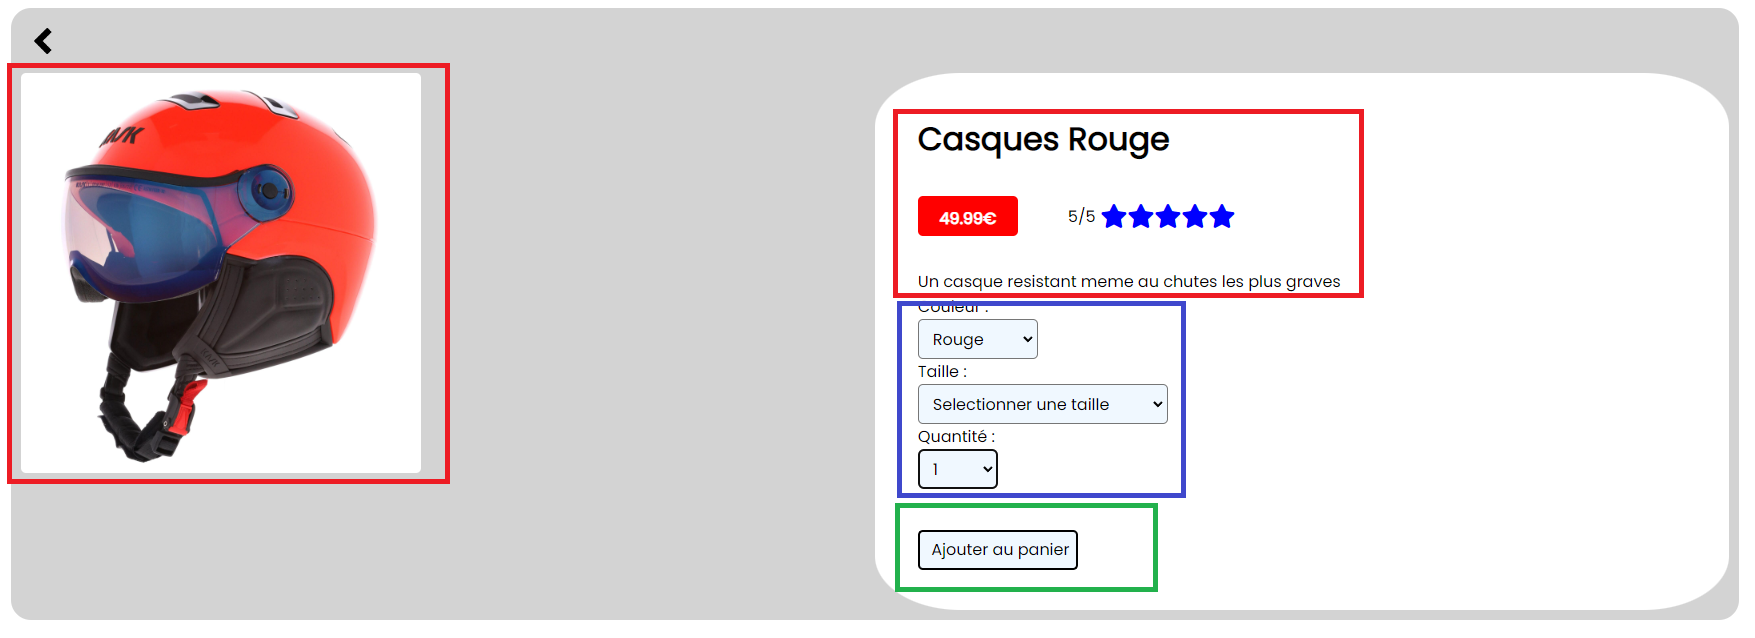 KASK
Casques Rouge
49.99€
5/5
Un casque resistant meme au chutes les plus graves
Couleur :
Rouge
Taille :
Selectionner une taille
Quantité :
1
Ajouter au panier